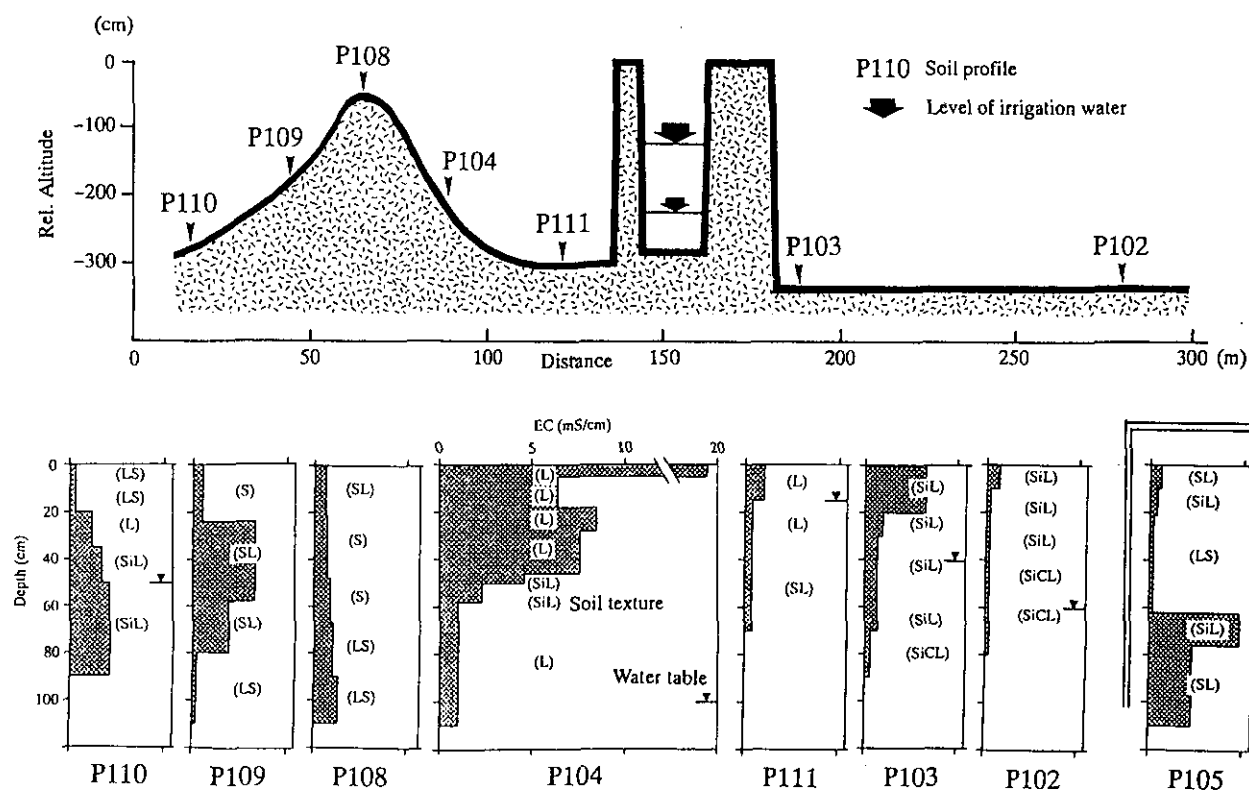 (cm)
P108
0
P110 Soil profile
Level of irrigation water
-100
P109
P104
Rel. Altitude
-200
P110
P111
P103
P102
-300
0
50
Distance
100
150
200
250
300 (m)
EC (mS/cm)
0
5
10
20
Depth (cm)
0
20
40
60
80
100
(LS)
(LS)
(L)
(SiL)
(SiL)
(S)
(SL)
(SL)
(LS)
(SL)
(S)
(S)
(LS)
(LS)
(L)
(L)
(L)
(L)
(SiL)
(SiL)
Soil texture
(L)
Water table
(L)
(L)
(SL)
(SiL)
(SiL)
(SiL)
(SiL)
(SiCL)
(SiL)
(SiL)
(SiL)
(SiCL)
(SiCL)
(SL)
(SiL)
(LS)
(SiL)
(SL)
P110
P109
P108
P104
P111
P103
P102
P105